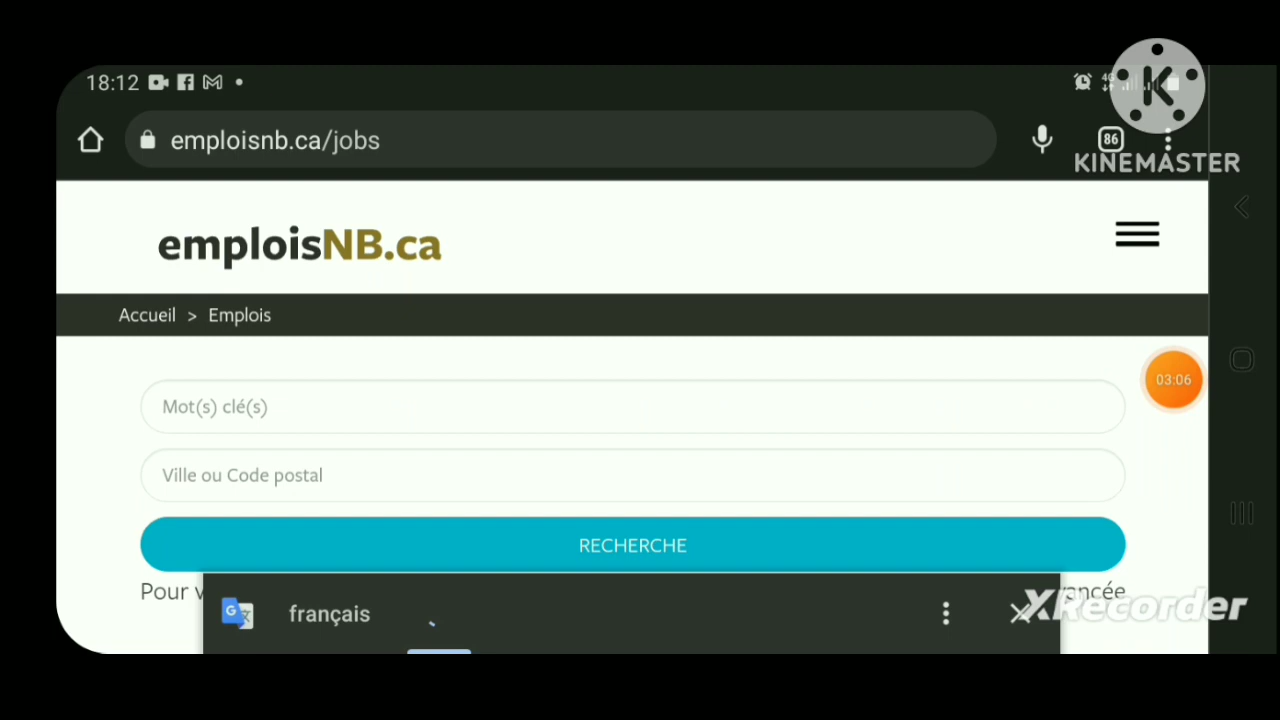 18:12
4G
emploisnb.ca/jobs
86
KINEMASTER
emploisNB.ca
Accueil > Emplois
Mot(s) clé(s)
03:06
Ville ou Code postal
RECHERCHE
Pour
français
XRecorder